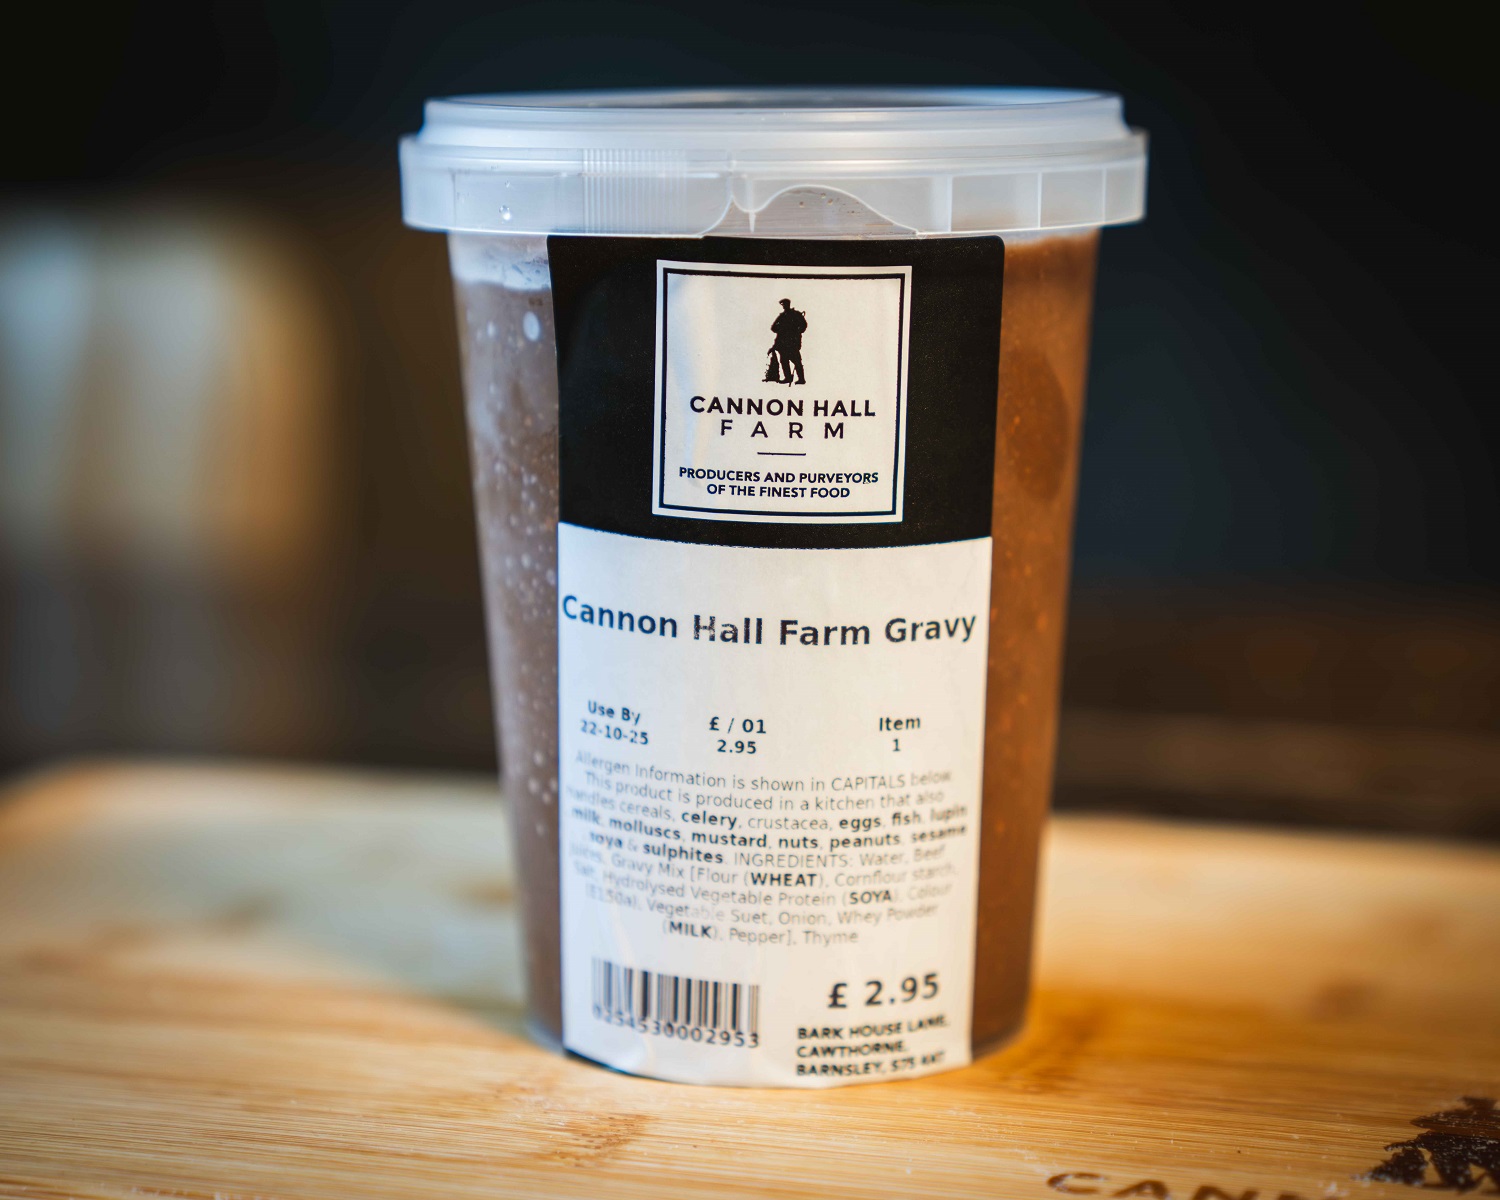 CANNON HALL
FARM
PRODUCERS AND PURVEYORS
OF THE FINEST FOOD
Cannon Hall Farm Gravy
Use By
22-10-25
£ / 01
2.95
Item
1
Allergen Information is shown in CAPITALS below.
This product is produced in a kitchen that also
handles cereals, celery, crustacea, eggs, fish, lupin
milk, molluscs, mustard, nuts, peanuts, sesame
soya & sulphites. INGREDIENTS: Water, Beef
Juices, Gravy Mix [Flour (WHEAT), Cornflour starch,
Salt, Hydrolysed Vegetable Protein (SOYA), Colour
(E150a), Vegetable Suet, Onion, Whey Powder
(MILK), Pepper], Thyme
0254530002953
£ 2.95
BARK HOUSE LANE,
CAWTHORNE,
BARNSLEY, S75 4AT
CANN